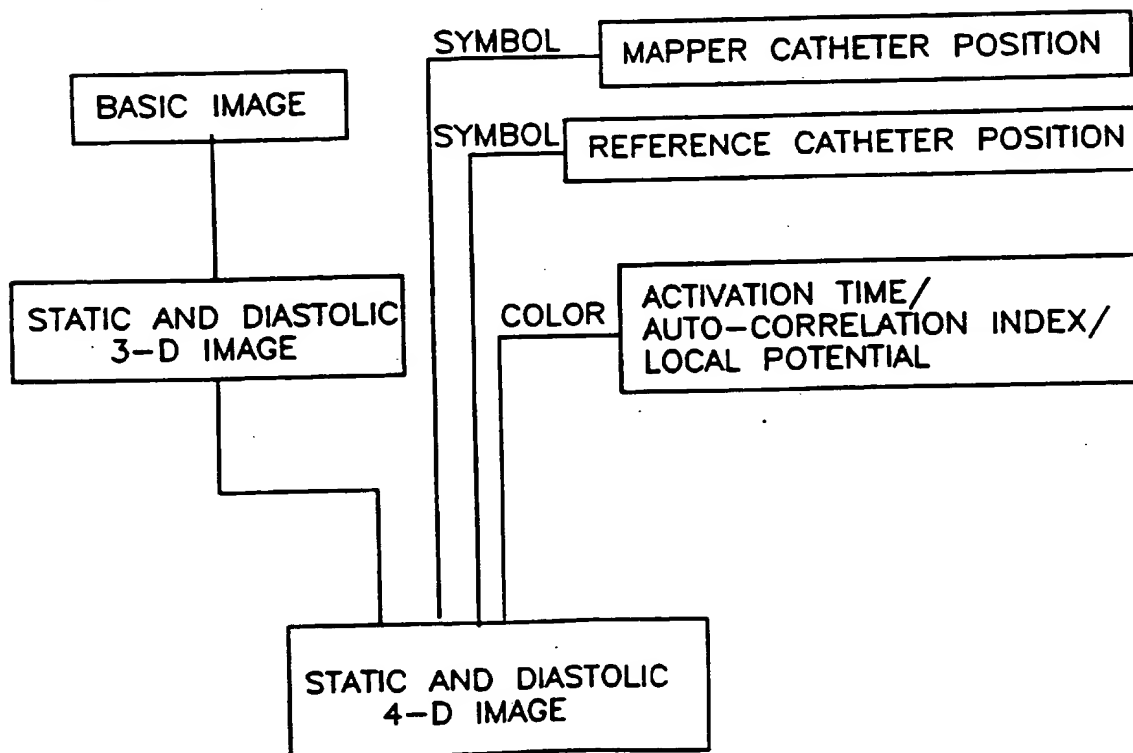 SYMBOL
MAPPER CATHETER POSITION
BASIC IMAGE
SYMBOL
REFERENCE CATHETER POSITION
STATIC AND DIASTOLIC
3-D IMAGE
COLOR
ACTIVATION TIME/
AUTO-CORRELATION INDEX/
LOCAL POTENTIAL
STATIC AND DIASTOLIC
4-D IMAGE